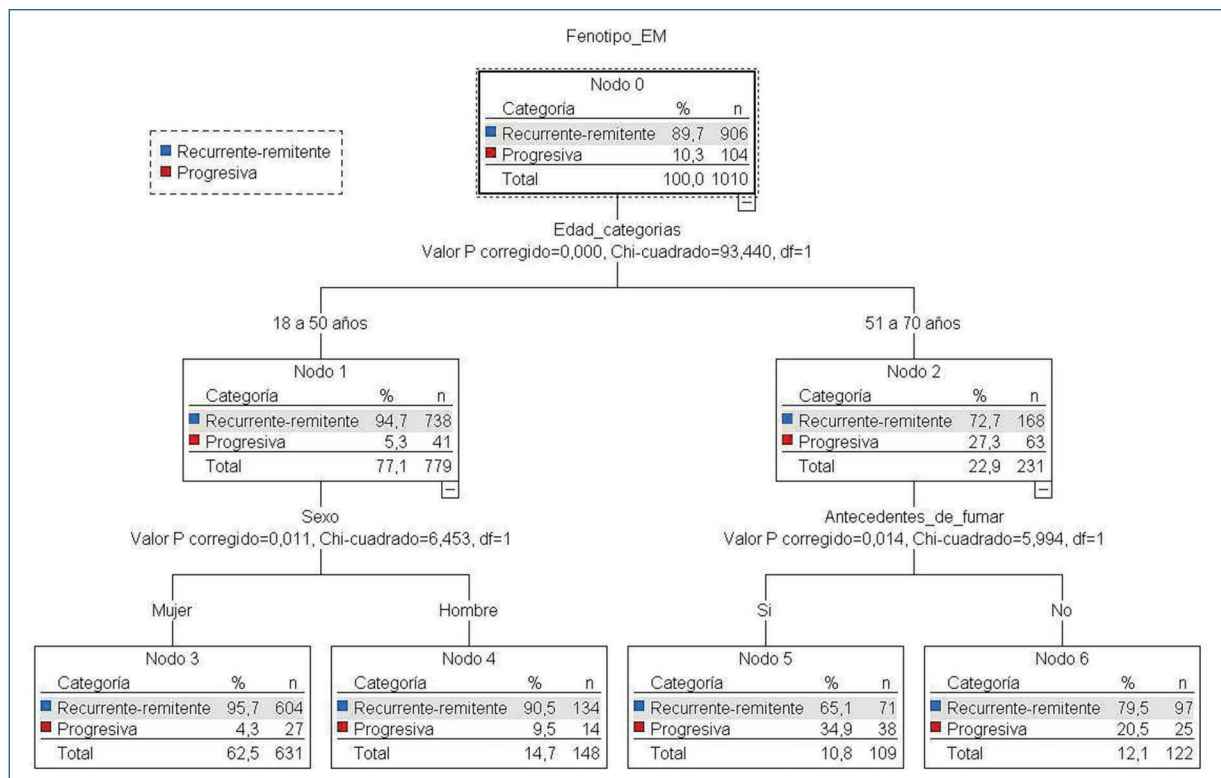 Fenotipo_EM
Nodo 0
Categoría % n
Recurrente-remitente 89,7 906
Progresiva 10,3 104
Total 100,0 1010
Recurrente-remitente
Progresiva
Edad_categorias
Valor P corregido=0,000, Chi-cuadrado=93,440, df=1
18 a 50 años
51 a 70 años
Nodo 1
Categoría % n
Recurrente-remitente 94,7 738
Progresiva 5,3 41
Total 77,1 779
Nodo 2
Categoría % n
Recurrente-remitente 72,7 168
Progresiva 27,3 63
Total 22,9 231
Sexo
Valor P corregido=0,011, Chi-cuadrado=6,453, df=1
Antecedentes_de_fumar
Valor P corregido=0,014, Chi-cuadrado=5,994, df=1
Mujer
Hombre
Si
No
Nodo 3
Categoría % n
Recurrente-remitente 95,7 604
Progresiva 4,3 27
Total 62,5 631
Nodo 4
Categoría % n
Recurrente-remitente 90,5 134
Progresiva 9,5 14
Total 14,7 148
Nodo 5
Categoría % n
Recurrente-remitente 65,1 71
Progresiva 34,9 38
Total 10,8 109
Nodo 6
Categoría % n
Recurrente-remitente 79,5 97
Progresiva 20,5 25
Total 12,1 122